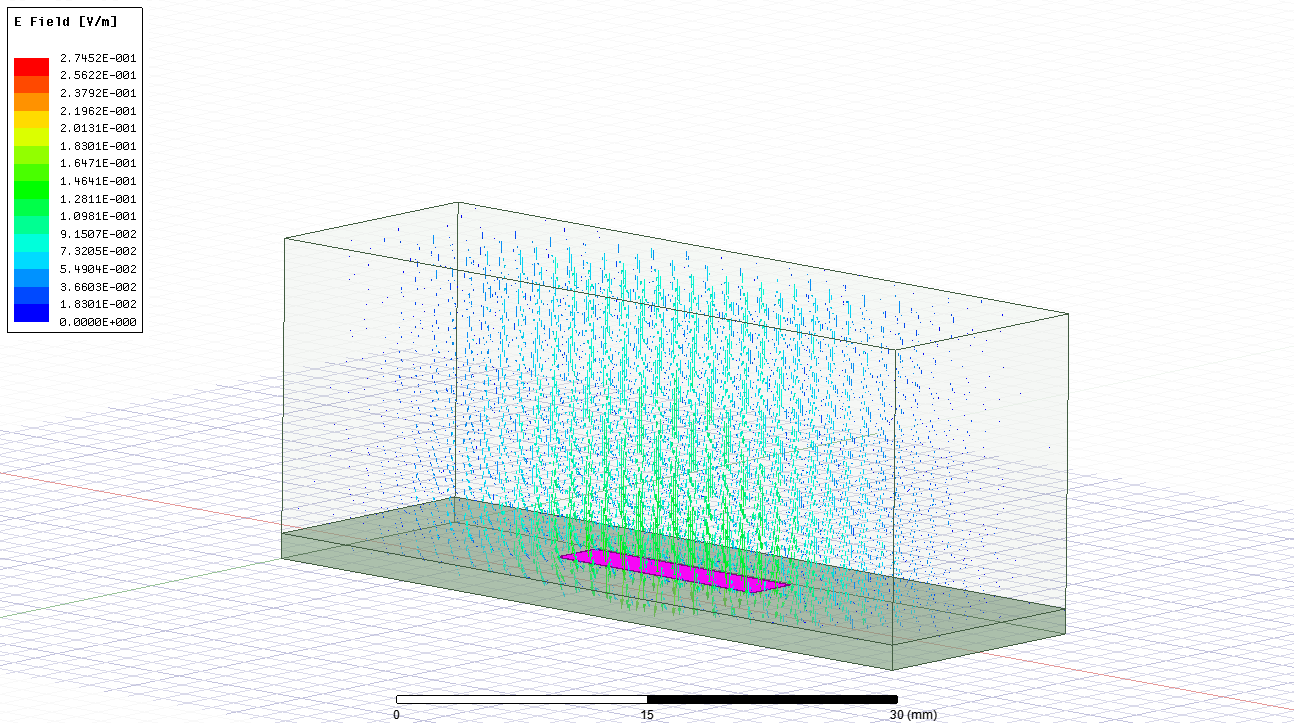 E Field [V/m]
2.7452E-001
2.5622E-001
2.3792E-001
2.1962E-001
2.0131E-001
1.8301E-001
1.6471E-001
1.4641E-001
1.2811E-001
1.0981E-001
9.1507E-002
7.3205E-002
5.4904E-002
3.6603E-002
1.8301E-002
0.0000E+000
0 15 30 (mm)